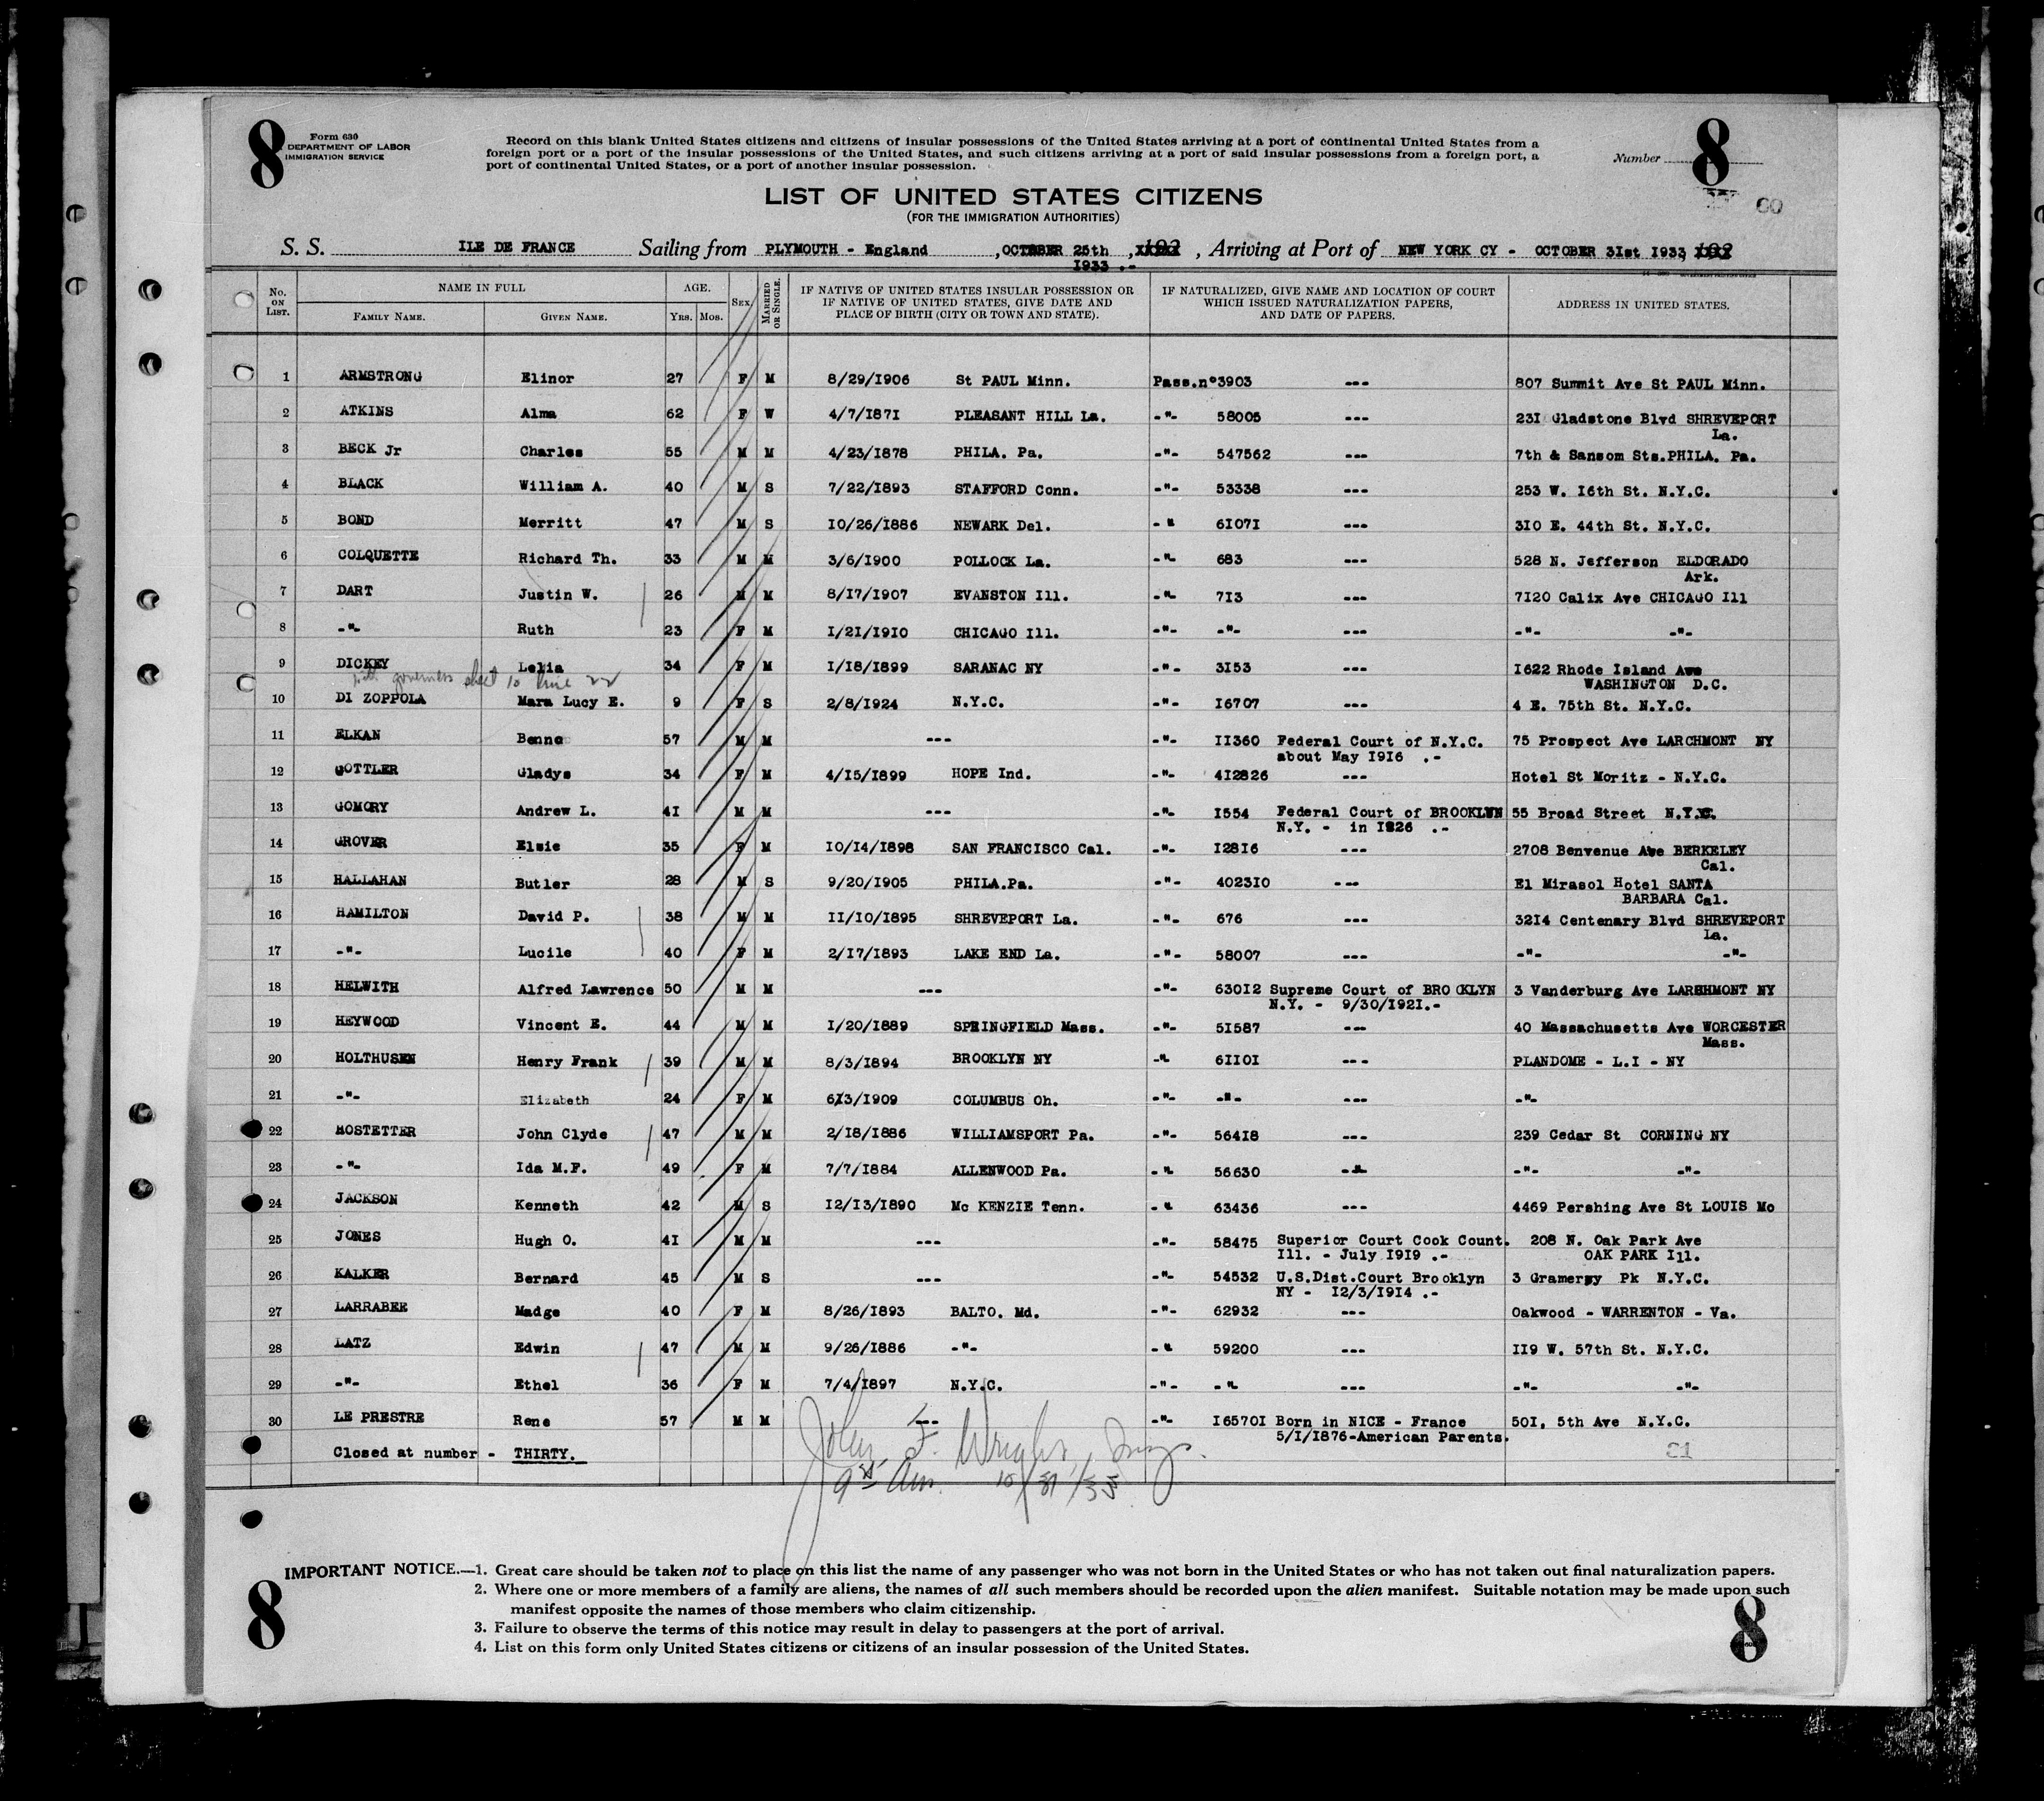 8
Form 630
DEPARTMENT OF LABOR
IMMIGRATION SERVICE
Record on this blank United States citizens and citizens of insular possessions of the United States arriving at a port of continental United States from a
foreign port or a port of the insular possessions of the United States, and such citizens arriving at a port of said insular possessions from a foreign port, a
port of continental United States, or a port of another insular possession.
Number 8
60
LIST OF UNITED STATES CITIZENS
(FOR THE IMMIGRATION AUTHORITIES)
S. S. ILE DE FRANCE Sailing from PLYMOUTH - England , OCTOBER 25th , 192 , Arriving at Port of NEW YORK CY - OCTOBER 31st 1933 192
1933 .-
No. ON LIST. NAME IN FULL AGE. SEX. MARRIED OR SINGLE. IF NATIVE OF UNITED STATES INSULAR POSSESSION OR IF NATIVE OF UNITED STATES, GIVE DATE AND PLACE OF BIRTH (CITY OR TOWN AND STATE). IF NATURALIZED, GIVE NAME AND LOCATION OF COURT WHICH ISSUED NATURALIZATION PAPERS, AND DATE OF PAPERS. ADDRESS IN UNITED STATES.
FAMILY NAME. GIVEN NAME. YRS. MOS.
1 ARMSTRONG Elinor 27 F M 8/29/1906 St PAUL Minn. Pass.n°3903 --- 807 Summit Ave St PAUL Minn.
2 ATKINS Alma 62 F W 4/7/1871 PLEASANT HILL La. -"- 58005 --- 231 Gladstone Blvd SHREVEPORT
La.
3 BECK Jr Charles 55 M M 4/23/1878 PHILA. Pa. -"- 547562 --- 7th & Sansom Sts.PHILA. Pa.
4 BLACK William A. 40 M S 7/22/1893 STAFFORD Conn. -"- 53338 --- 253 W. 16th St. N.Y.C.
5 BOND Merritt 47 M S 10/26/1886 NEWARK Del. -" 61071 --- 310 E. 44th St. N.Y.C.
6 COLQUETTE Richard Th. 33 M M 3/6/1900 POLLOCK La. -"- 683 --- 528 N. Jefferson ELDORADO
Ark.
7 DART Justin W. 26 M M 8/17/1907 EVANSTON Ill. -"- 713 --- 7120 Calix Ave CHICAGO Ill
8 -"- Ruth 23 F M 1/21/1910 CHICAGO Ill. -"- -"- --- -"- -"-
9 DICKEY Lelia 34 F M 1/18/1899 SARANAC NY -"- 3153 --- 1622 Rhode Island Ave
WASHINGTON D.C.
with governess sheet 10 line 22
10 DI ZOPPOLA Mara Lucy E. 9 F S 2/8/1924 N.Y.C. -"- 16707 --- 4 E. 75th St. N.Y.C.
11 ELKAN Benno 57 M M --- -"- 11360 Federal Court of N.Y.C. 75 Prospect Ave LARCHMONT NY
about May 1916 .-
12 GOTTLER Gladys 34 F M 4/15/1899 HOPE Ind. -"- 412826 --- Hotel St Moritz - N.Y.C.
13 GOMORY Andrew L. 41 M M --- -"- 1554 Federal Court of BROOKLYN 55 Broad Street N.Y.C.
N.Y. - in 1926 .-
14 GROVER Elsie 35 F M 10/14/1898 SAN FRANCISCO Cal. -"- 12816 --- 2708 Benvenue Ave BERKELEY
Cal.
15 HALLAHAN Butler 28 M S 9/20/1905 PHILA.Pa. -"- 402310 --- El Mirasol Hotel SANTA
BARBARA Cal.
16 HAMILTON David P. 38 M M 11/10/1895 SHREVEPORT La. -"- 676 --- 3214 Centenary Blvd SHREVEPORT
La.
17 -"- Lucile 40 F M 2/17/1893 LAKE END La. -"- 58007 --- -"- -"-
18 HELWITH Alfred Lawrence 50 M M --- -"- 63012 Supreme Court of BROOKLYN 3 Vanderburg Ave LARCHMONT NY
N.Y. - 9/30/1921.-
19 HEYWOOD Vincent E. 44 M M 1/20/1889 SPRINGFIELD Mass. -"- 51587 --- 40 Massachusetts Ave WORCESTER
Mass.
20 HOLTHUSEN Henry Frank 39 M M 8/3/1894 BROOKLYN NY -"- 61101 --- PLANDOME - L.I - NY
21 -"- Elizabeth 24 F M 6/3/1909 COLUMBUS Oh. -"- -"- --- -"-
22 HOSTETTER John Clyde 47 M M 2/18/1886 WILLIAMSPORT Pa. -"- 56418 --- 239 Cedar St CORNING NY
23 -"- Ida M.F. 49 F M 7/7/1884 ALLENWOOD Pa. -"- 56630 -"- -"- -"-
24 JACKSON Kenneth 42 M S 12/13/1890 Mc KENZIE Tenn. -"- 63436 --- 4469 Pershing Ave St LOUIS Mo
25 JONES Hugh O. 41 M M --- -"- 58475 Superior Court Cook Count. 208 N. Oak Park Ave
Ill. - July 1919 .- OAK PARK Ill.
26 KALKER Bernard 45 M S --- -"- 54532 U.S.Dist.Court Brooklyn 3 Gramercy Pk N.Y.C.
NY - 12/3/1914 .-
27 LARRABEE Madge 40 F M 8/26/1893 BALTO. Md. -"- 62932 --- Oakwood - WARRENTON - Va.
28 LATZ Edwin 47 M M 9/26/1886 -"- -"- 59200 --- 119 W. 57th St. N.Y.C.
29 -"- Ethel 36 F M 7/4/1897 N.Y.C. -"- -"- --- -"- -"-
30 LE PRESTRE Rene 57 M M --- -"- 165701 Born in NICE - France 501, 5th Ave N.Y.C.
5/1/1876-American Parents.
Closed at number - THIRTY.
John F. Wright, Insp. 21
10/31/33
IMPORTANT NOTICE.—1. Great care should be taken not to place on this list the name of any passenger who was not born in the United States or who has not taken out final naturalization papers.
2. Where one or more members of a family are aliens, the names of all such members should be recorded upon the alien manifest. Suitable notation may be made upon such
manifest opposite the names of those members who claim citizenship.
3. Failure to observe the terms of this notice may result in delay to passengers at the port of arrival.
4. List on this form only United States citizens or citizens of an insular possession of the United States.
8
8